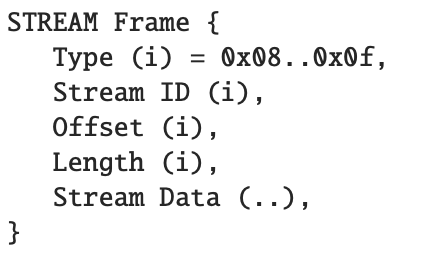 STREAM Frame {
   Type (i) = 0x08..0x0f,
   Stream ID (i),
   Offset (i),
   Length (i),
   Stream Data (..),
}